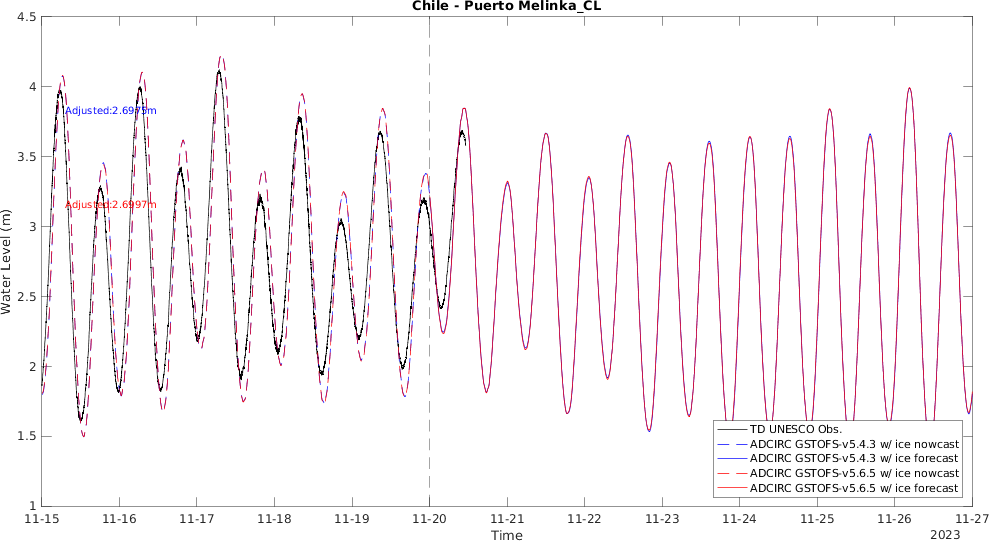 Chile - Puerto Melinka_CL
4.5
4
Adjusted:2.6975m
3.5
Adjusted:2.6997m
3
Water Level (m)
2.5
2
1.5
1
TD UNESCO Obs.
ADCIRC GSTOFS-v5.4.3 w/ ice nowcast
ADCIRC GSTOFS-v5.4.3 w/ ice forecast
ADCIRC GSTOFS-v5.6.5 w/ ice nowcast
ADCIRC GSTOFS-v5.6.5 w/ ice forecast
11-15 11-16 11-17 11-18 11-19 11-20 11-21 11-22 11-23 11-24 11-25 11-26 11-27
Time
2023